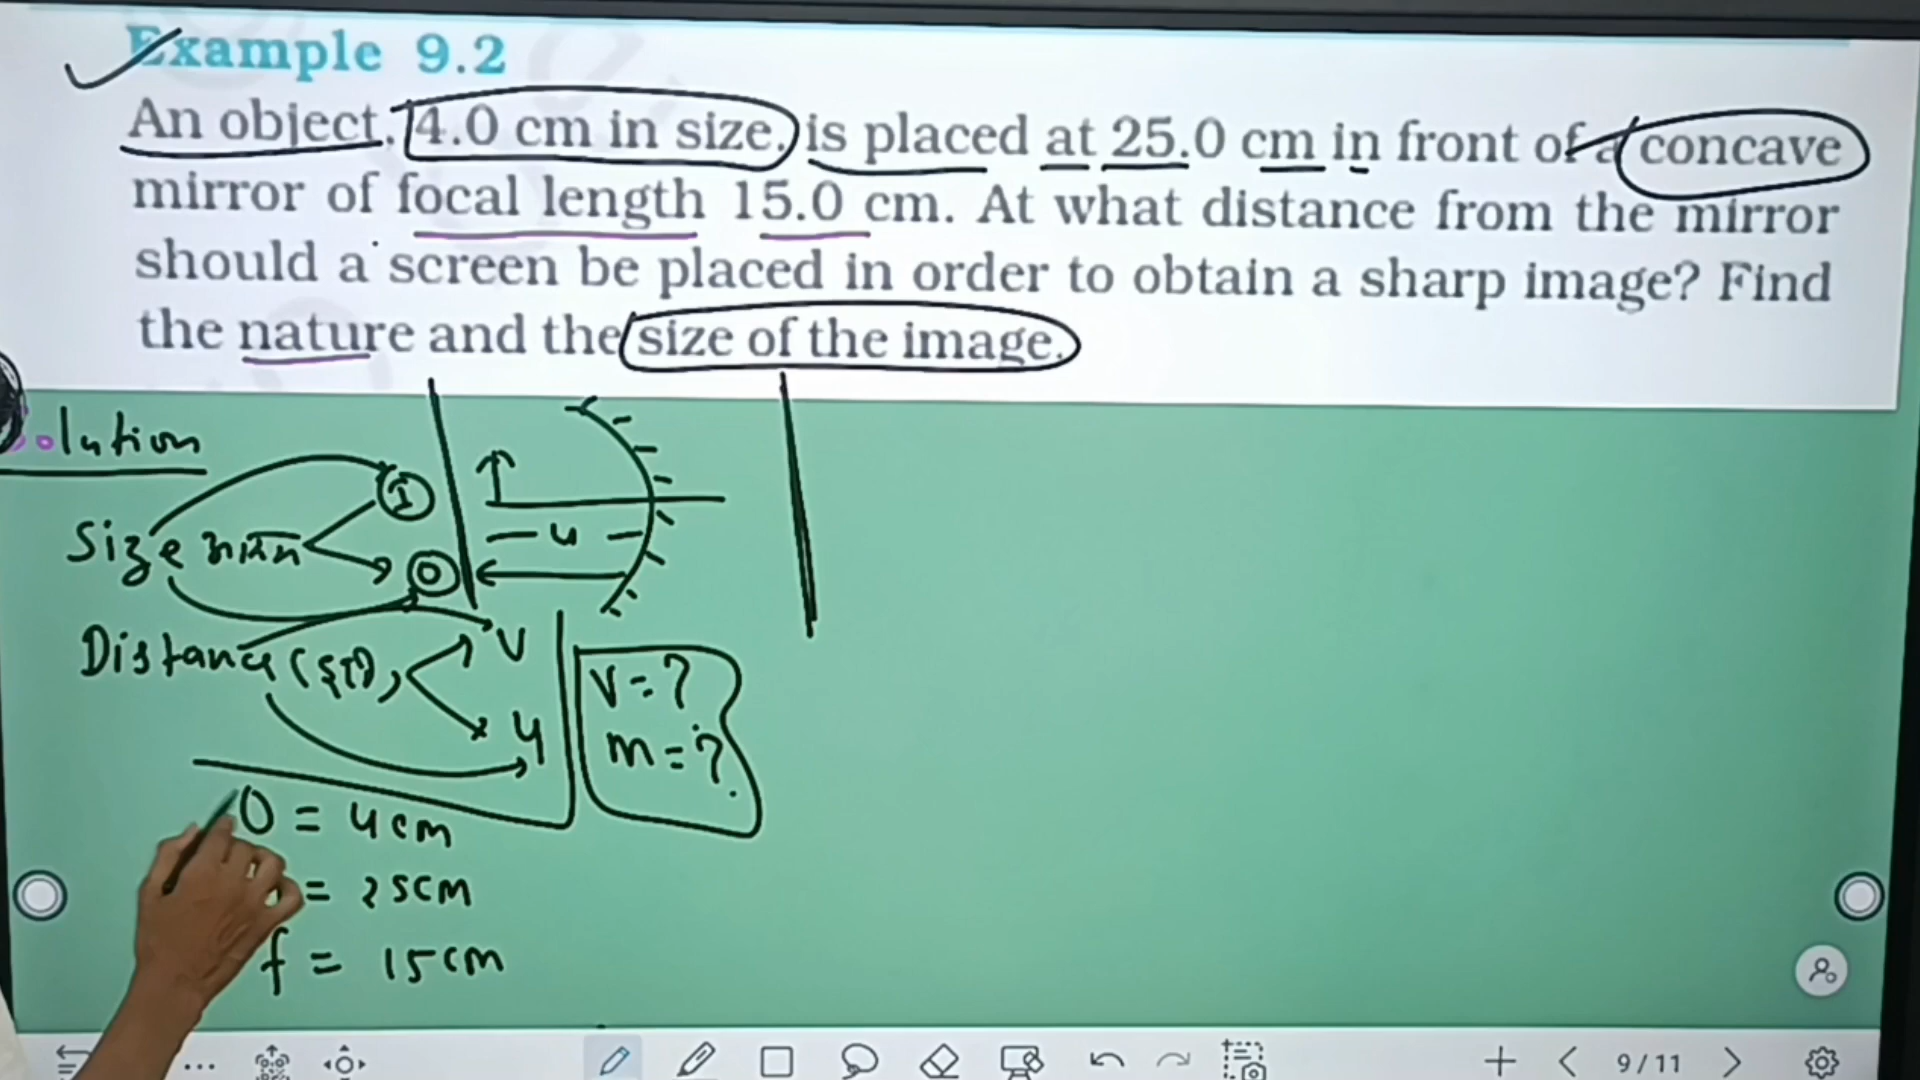 Example 9.2
An object, 4.0 cm in size, is placed at 25.0 cm in front of a concave
mirror of focal length 15.0 cm. At what distance from the mirror
should a screen be placed in order to obtain a sharp image? Find
the nature and the size of the image.
olution
I
Size
O
u
Distance
v
u
v = ?
m = ?
O = 4cm
= 25cm
f = 15cm
9/11